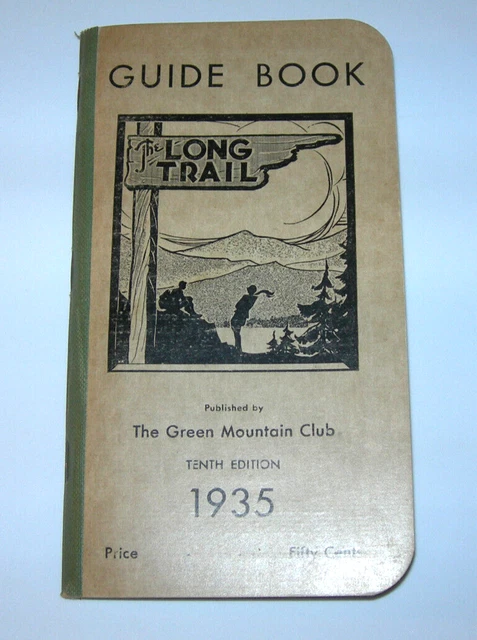 GUIDE BOOK
The LONG
TRAIL
Published by
The Green Mountain Club
TENTH EDITION
1935
Price Fifty Cents